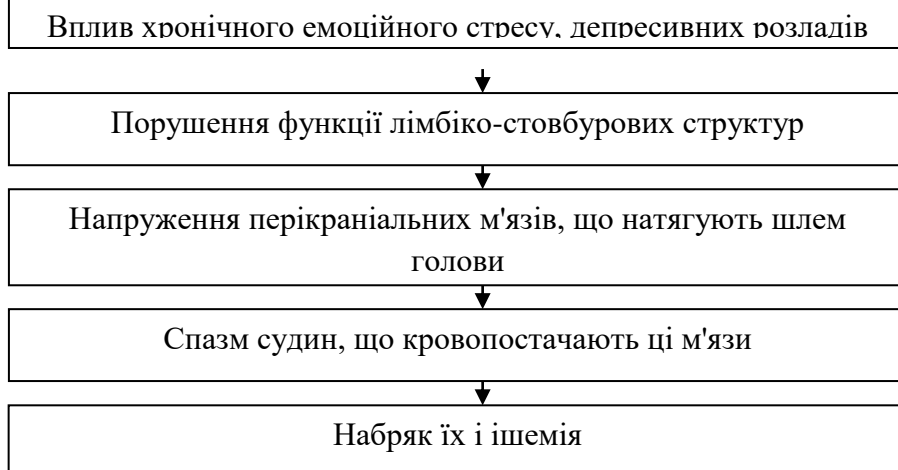 Вплив хронічного емоційного стресу, депресивних розладів
Порушення функції лімбіко-стовбурових структур
Напруження перікраніальних м'язів, що натягують шлем
голови
Спазм судин, що кровопостачають ці м'язи
Набряк їх і ішемія